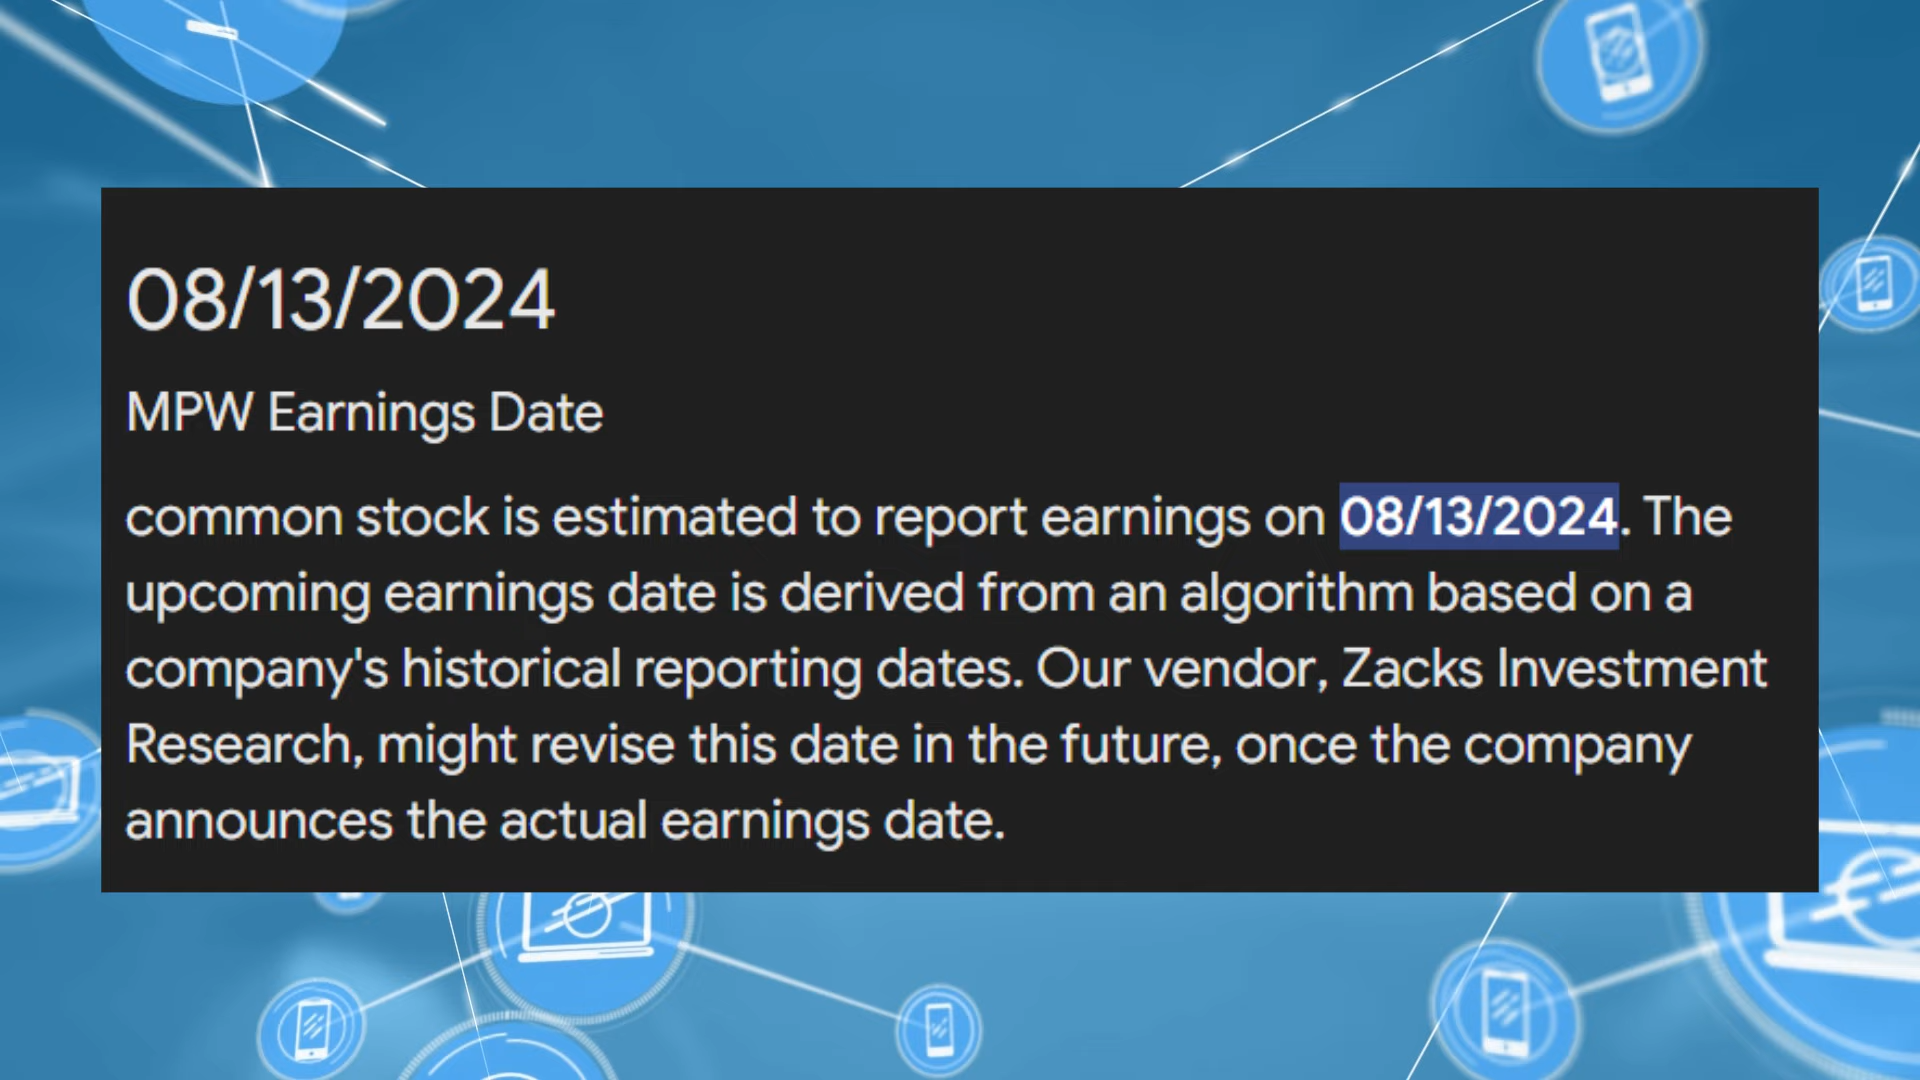 08/13/2024
MPW Earnings Date
common stock is estimated to report earnings on 08/13/2024. The
upcoming earnings date is derived from an algorithm based on a
company's historical reporting dates. Our vendor, Zacks Investment
Research, might revise this date in the future, once the company
announces the actual earnings date.